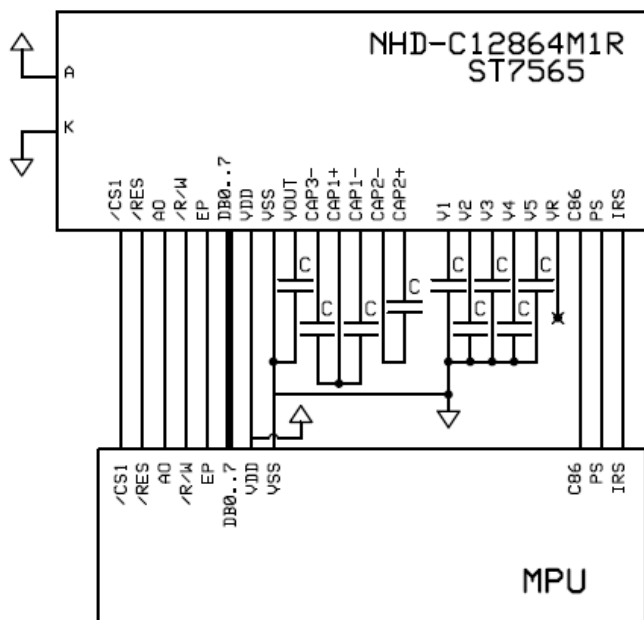 NHD-C12864M1R
ST7565
A
K
/CS1
/RES
A0
/R/W
EP
DB0..7
VDD
VSS
VOUT
CAP3-
CAP1+
CAP1-
CAP2-
CAP2+
V1
V2
V3
V4
V5
VR
C86
PS
IRS
C
C
C
C
C
C
C
C
C
/CS1
/RES
A0
/R/W
EP
DB0..7
VDD
VSS
C86
PS
IRS
MPU